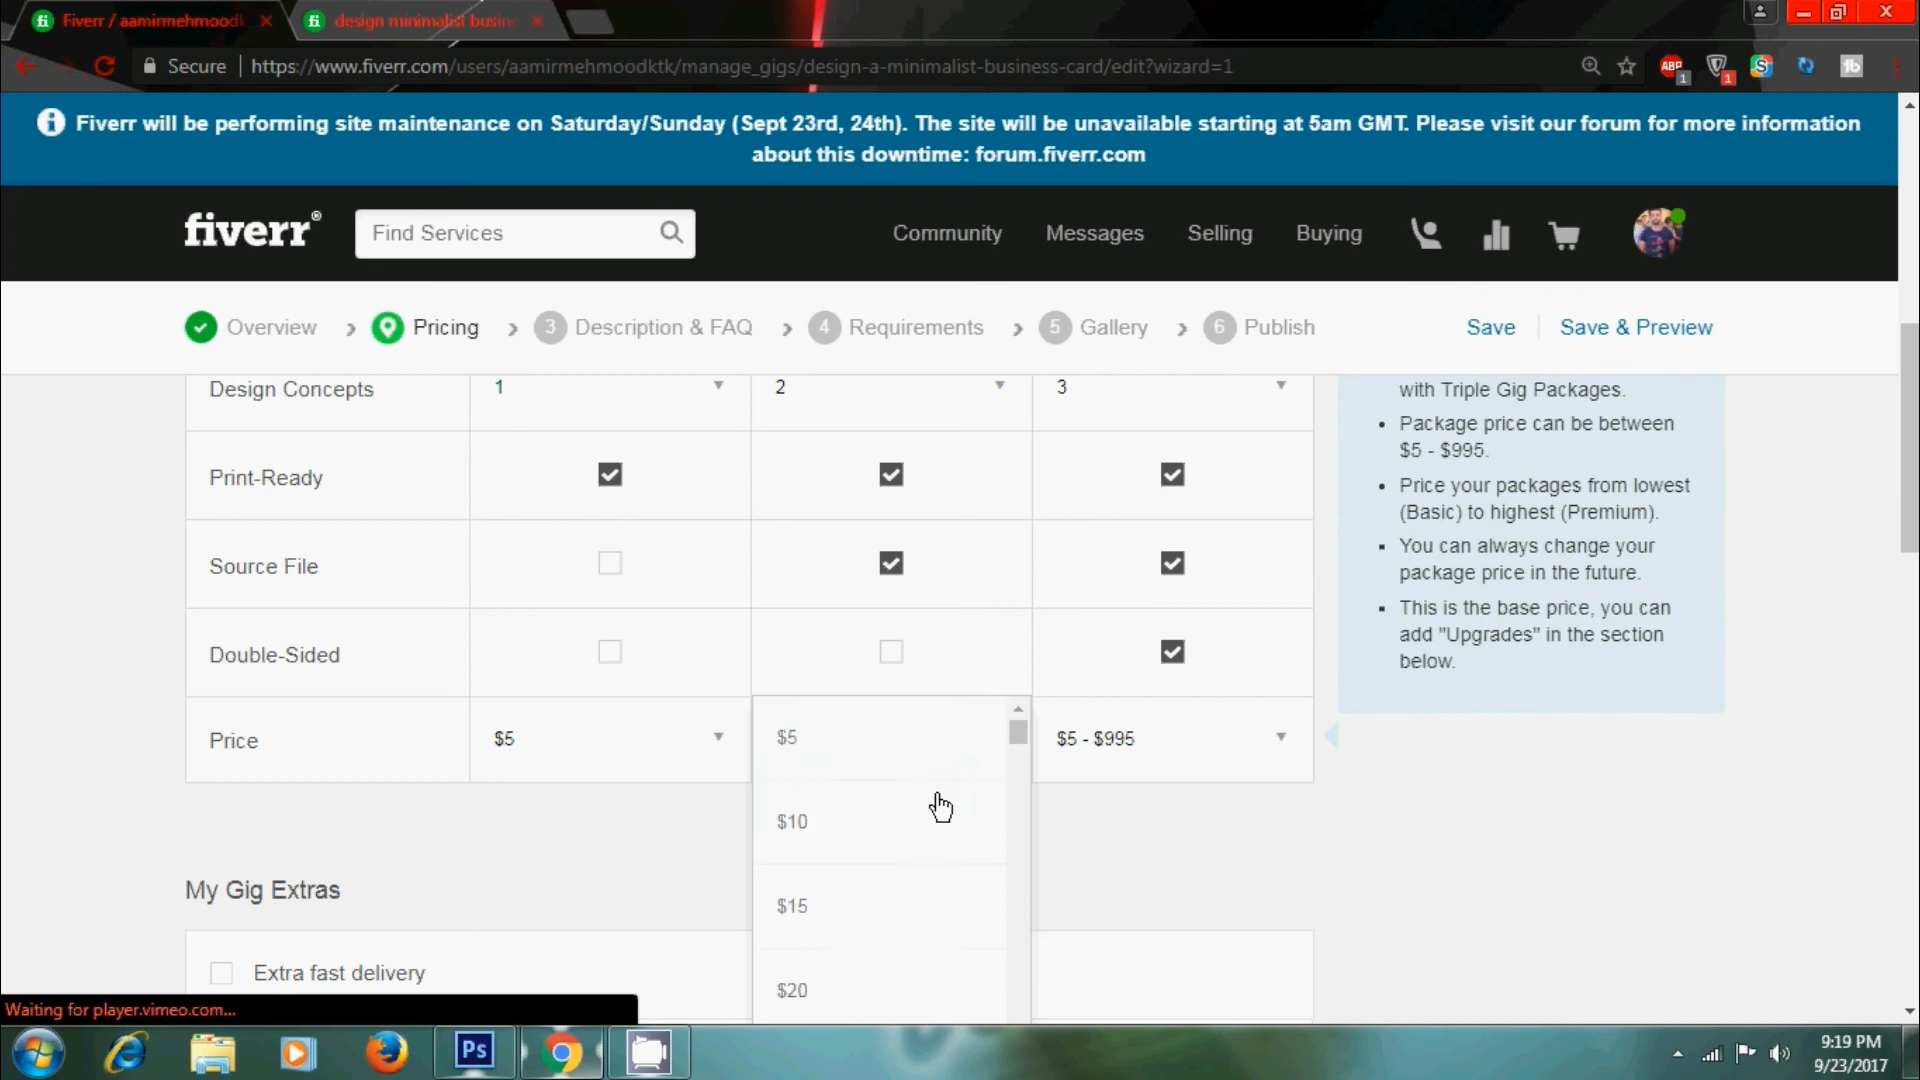 Fiverr / aamirmehmoodk
design minimalist busin
Secure
https://www.fiverr.com/users/aamirmehmoodktk/manage_gigs/design-a-minimalist-business-card/edit?wizard=1
ABP
1
1
S
tb
Fiverr will be performing site maintenance on Saturday/Sunday (Sept 23rd, 24th). The site will be unavailable starting at 5am GMT. Please visit our forum for more information
about this downtime: forum.fiverr.com
fiverr®
Find Services
Community
Messages
Selling
Buying
Overview
Pricing
3
Description & FAQ
4
Requirements
5
Gallery
6
Publish
Save
Save & Preview
Design Concepts
1
2
3
Print-Ready
Source File
Double-Sided
Price
$5
$5
$10
$15
$20
$5 - $995
with Triple Gig Packages.
Package price can be between
$5 - $995.
Price your packages from lowest
(Basic) to highest (Premium).
You can always change your
package price in the future.
This is the base price, you can
add "Upgrades" in the section
below.
My Gig Extras
Extra fast delivery
Waiting for player.vimeo.com...
Ps
9:19 PM
9/23/2017